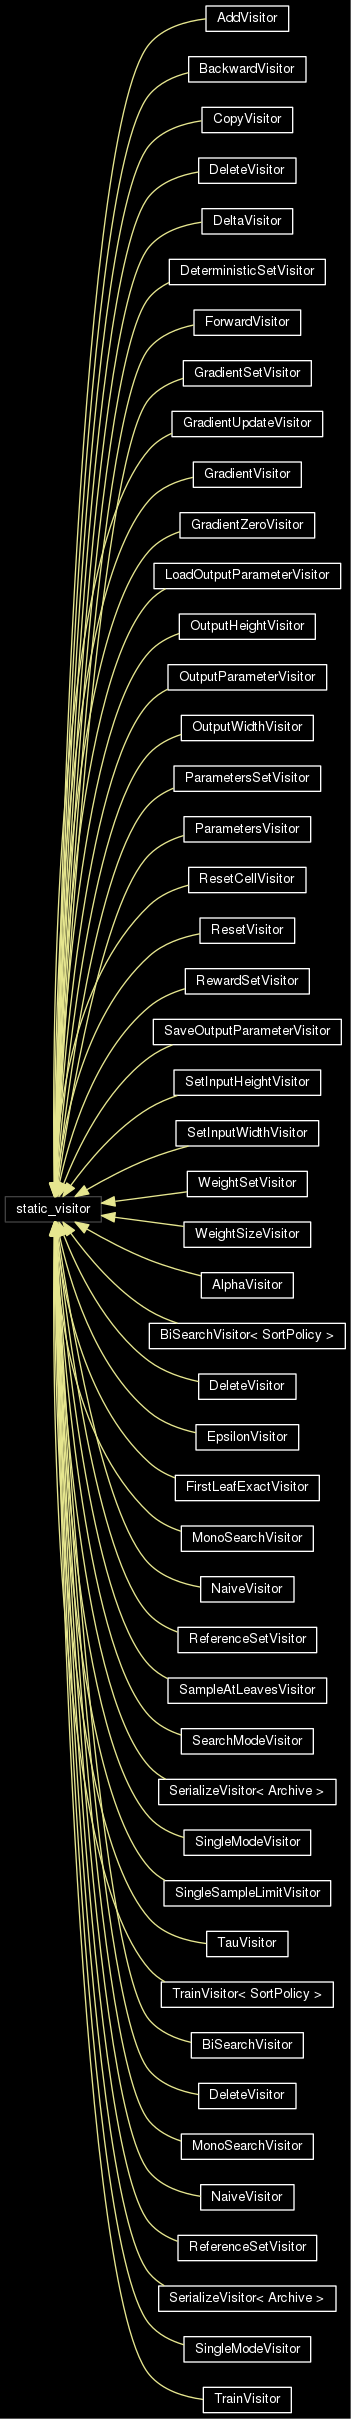 AddVisitor
BackwardVisitor
CopyVisitor
DeleteVisitor
DeltaVisitor
DeterministicSetVisitor
ForwardVisitor
GradientSetVisitor
GradientUpdateVisitor
GradientVisitor
GradientZeroVisitor
LoadOutputParameterVisitor
OutputHeightVisitor
OutputParameterVisitor
OutputWidthVisitor
ParametersSetVisitor
ParametersVisitor
ResetCellVisitor
ResetVisitor
RewardSetVisitor
SaveOutputParameterVisitor
SetInputHeightVisitor
SetInputWidthVisitor
WeightSetVisitor
static_visitor
WeightSizeVisitor
AlphaVisitor
BiSearchVisitor< SortPolicy >
DeleteVisitor
EpsilonVisitor
FirstLeafExactVisitor
MonoSearchVisitor
NaiveVisitor
ReferenceSetVisitor
SampleAtLeavesVisitor
SearchModeVisitor
SerializeVisitor< Archive >
SingleModeVisitor
SingleSampleLimitVisitor
TauVisitor
TrainVisitor< SortPolicy >
BiSearchVisitor
DeleteVisitor
MonoSearchVisitor
NaiveVisitor
ReferenceSetVisitor
SerializeVisitor< Archive >
SingleModeVisitor
TrainVisitor